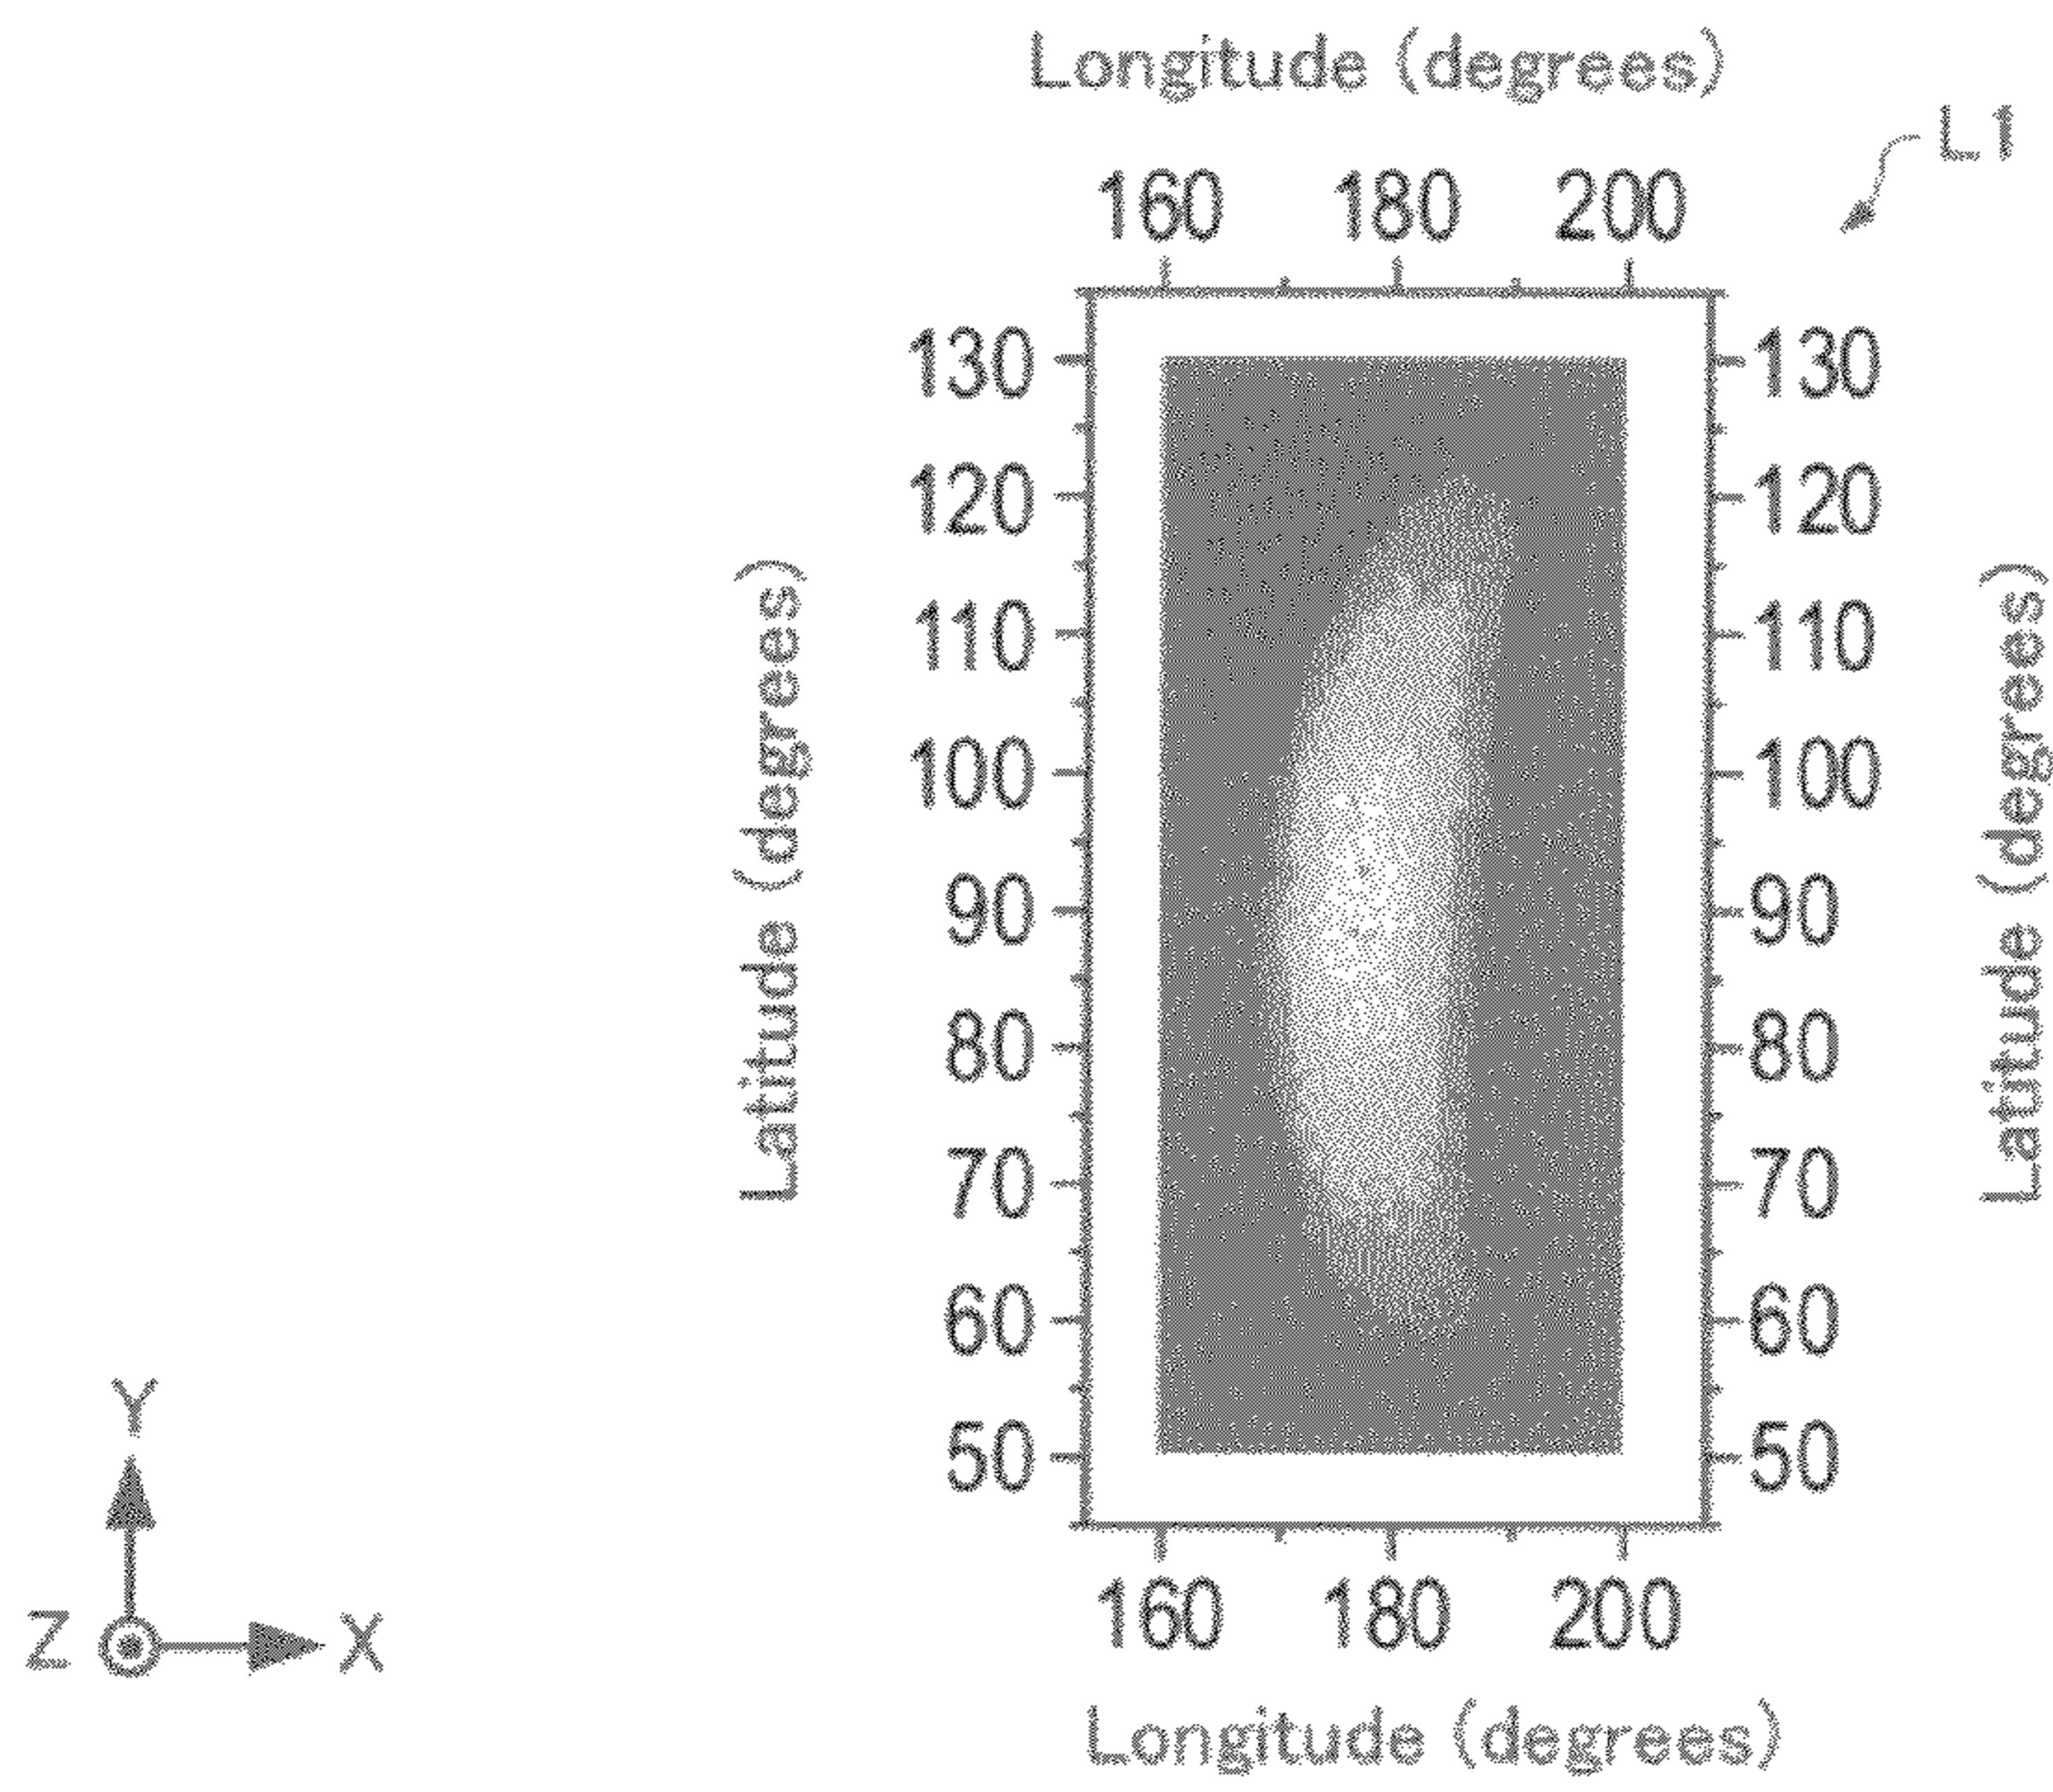 Longitude (degrees)
L1
160 180 200
130 130
120 120
110 110
100 100
90 90
80 80
70 70
60 60
50 50
Latitude (degrees)
Latitude (degrees)
160 180 200
Longitude (degrees)
Y
Z X